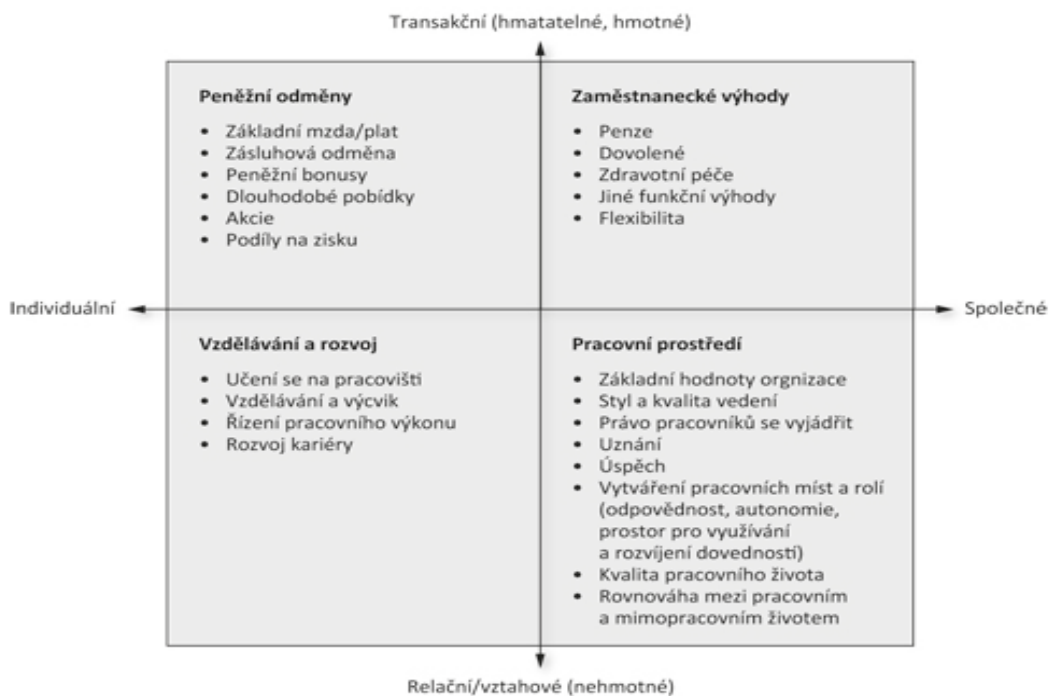 Transakční (hmatatelné, hmotné)
Peněžní odměny
• Základní mzda/plat
• Zásluhová odměna
• Peněžní bonusy
• Dlouhodobé pobídky
• Akcie
• Podíly na zisku
Zaměstnanecké výhody
• Penze
• Dovolené
• Zdravotní péče
• Jiné funkční výhody
• Flexibilita
Individuální
Společné
Vzdělávání a rozvoj
• Učení se na pracovišti
• Vzdělávání a výcvik
• Řízení pracovního výkonu
• Rozvoj kariéry
Pracovní prostředí
• Základní hodnoty orgnizace
• Styl a kvalita vedení
• Právo pracovníků se vyjádřit
• Uznání
• Úspěch
• Vytváření pracovních míst a rolí
(odpovědnost, autonomie,
prostor pro využívání
a rozvíjení dovedností)
• Kvalita pracovního života
• Rovnováha mezi pracovním
a mimopracovním životem
Relační/vztahové (nehmotné)